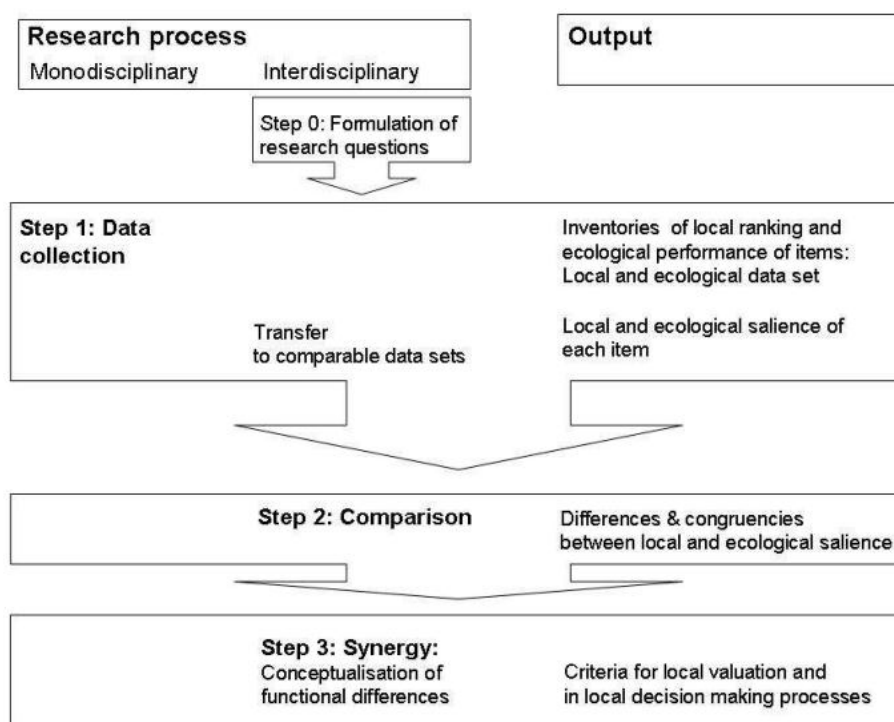 Research process
Monodisciplinary Interdisciplinary
Output
Step 0: Formulation of
research questions
Step 1: Data
collection
Inventories of local ranking and
ecological performance of items:
Local and ecological data set
Transfer
to comparable data sets
Local and ecological salience of
each item
Step 2: Comparison
Differences & congruencies
between local and ecological salience
Step 3: Synergy:
Conceptualisation of
functional differences
Criteria for local valuation and
in local decision making processes